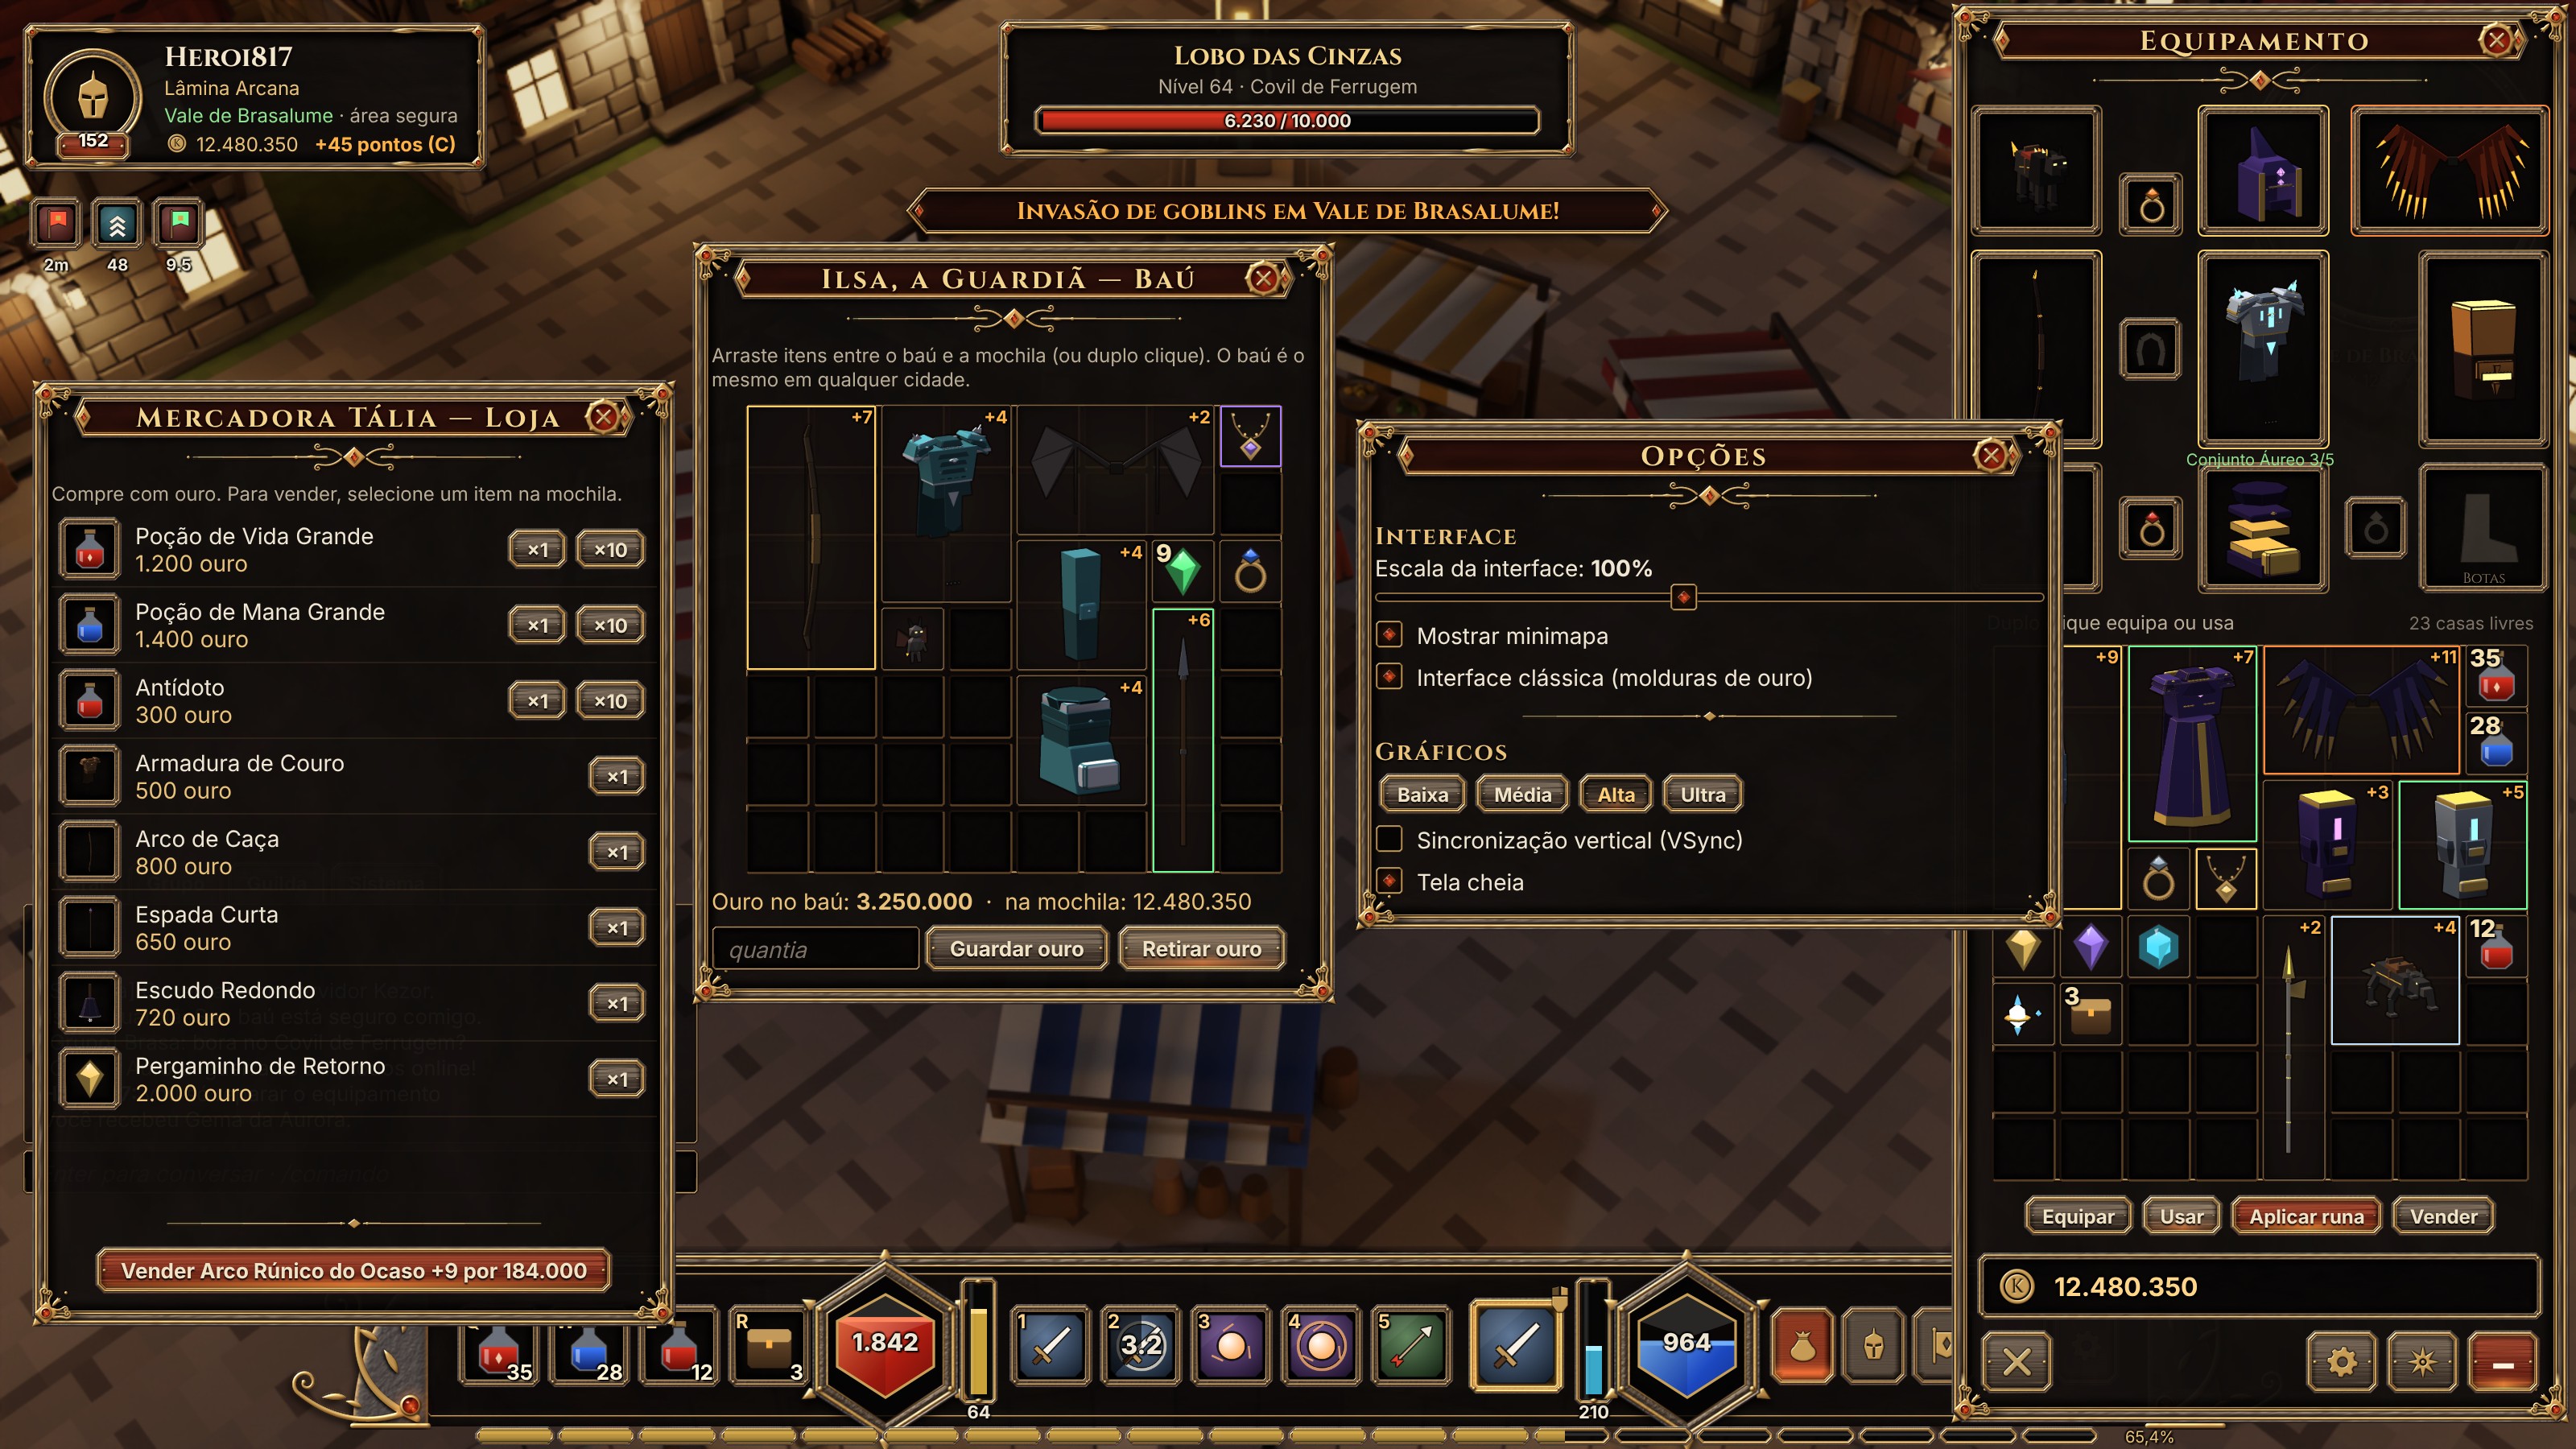 Heroi817
Lâmina Arcana
Vale de Brasalume · área segura
12.480.350 +45 pontos (C)
152
2m 48 9.5
Lobo das Cinzas
Nível 64 · Covil de Ferrugem
6.230 / 10.000
Invasão de goblins em Vale de Brasalume!
Mercadora Tália — Loja
Compre com ouro. Para vender, selecione um item na mochila.
Poção de Vida Grande
1.200 ouro
×1 ×10
Poção de Mana Grande
1.400 ouro
×1 ×10
Antídoto
300 ouro
×1 ×10
Armadura de Couro
500 ouro
×1
Arco de Caça
800 ouro
×1
Espada Curta
650 ouro
×1
Escudo Redondo
720 ouro
×1
Pergaminho de Retorno
2.000 ouro
×1
Vender Arco Rúnico do Ocaso +9 por 184.000
Ilsa, a Guardiã — Baú
Arraste itens entre o baú e a mochila (ou duplo clique). O baú é o
mesmo em qualquer cidade.
+7 +4 +2
+4 9
+6
+4
Ouro no baú: 3.250.000 · na mochila: 12.480.350
quantia
Guardar ouro
Retirar ouro
Opções
Interface
Escala da interface: 100%
Mostrar minimapa
Interface clássica (molduras de ouro)
Gráficos
Baixa Média Alta Ultra
Sincronização vertical (VSync)
Tela cheia
Equipamento
Conjunto Áureo 3/5
Botas
ique equipa ou usa
23 casas livres
+9 +7 +11 35
28
+3 +5
+2 +4 12
3
Equipar Usar Aplicar runa Vender
12.480.350
35 28 12 R 3
1.842
64
1 2 3.2 3 4 5
210
964
65,4%